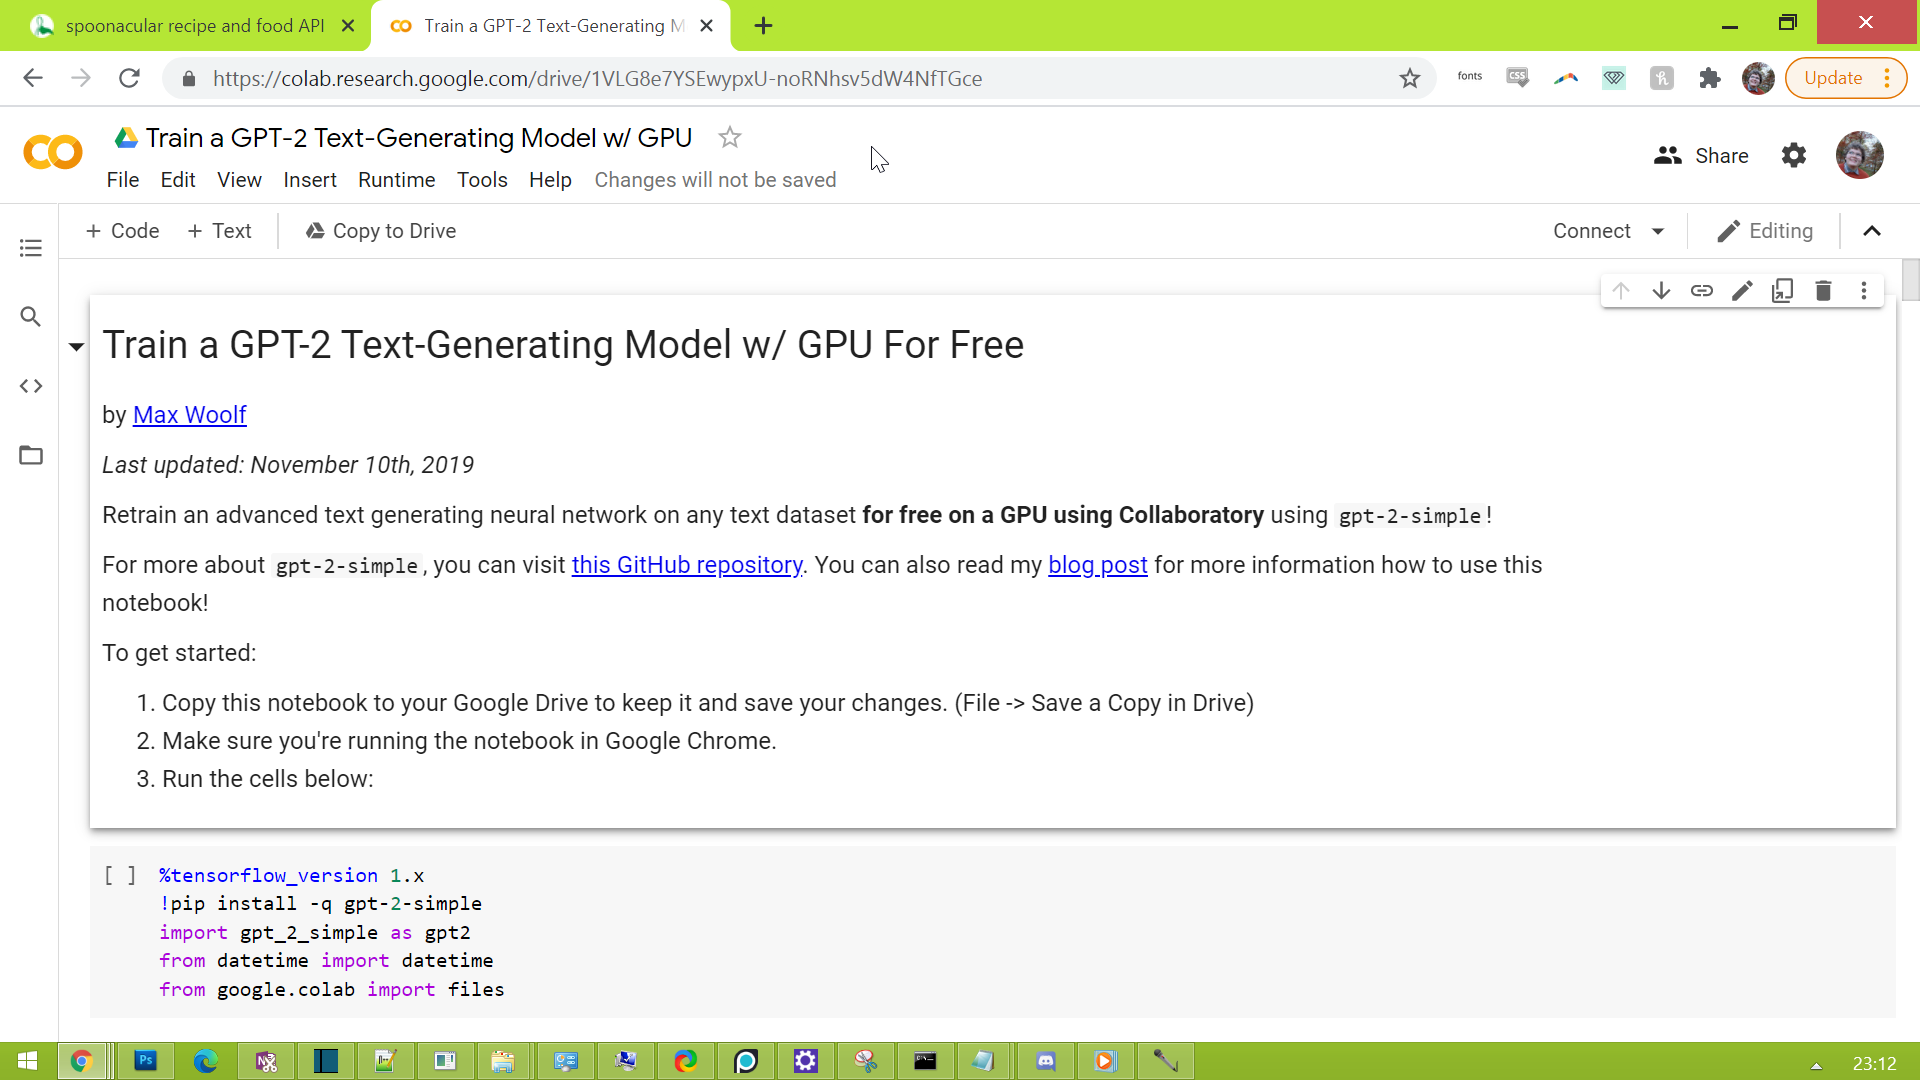 spoonacular recipe and food API
Train a GPT-2 Text-Generating M
https://colab.research.google.com/drive/1VLG8e7YSEwypxU-noRNhsv5dW4NfTGce
fonts
CSS
Update
Train a GPT-2 Text-Generating Model w/ GPU
File Edit View Insert Runtime Tools Help Changes will not be saved
Share
+ Code + Text Copy to Drive
Connect
Editing
Train a GPT-2 Text-Generating Model w/ GPU For Free
by Max Woolf
Last updated: November 10th, 2019
Retrain an advanced text generating neural network on any text dataset for free on a GPU using Collaboratory using gpt-2-simple!
For more about gpt-2-simple, you can visit this GitHub repository. You can also read my blog post for more information how to use this
notebook!
To get started:
1. Copy this notebook to your Google Drive to keep it and save your changes. (File -> Save a Copy in Drive)
2. Make sure you're running the notebook in Google Chrome.
3. Run the cells below:
[ ] %tensorflow_version 1.x
!pip install -q gpt-2-simple
import gpt_2_simple as gpt2
from datetime import datetime
from google.colab import files
Ps
23:12